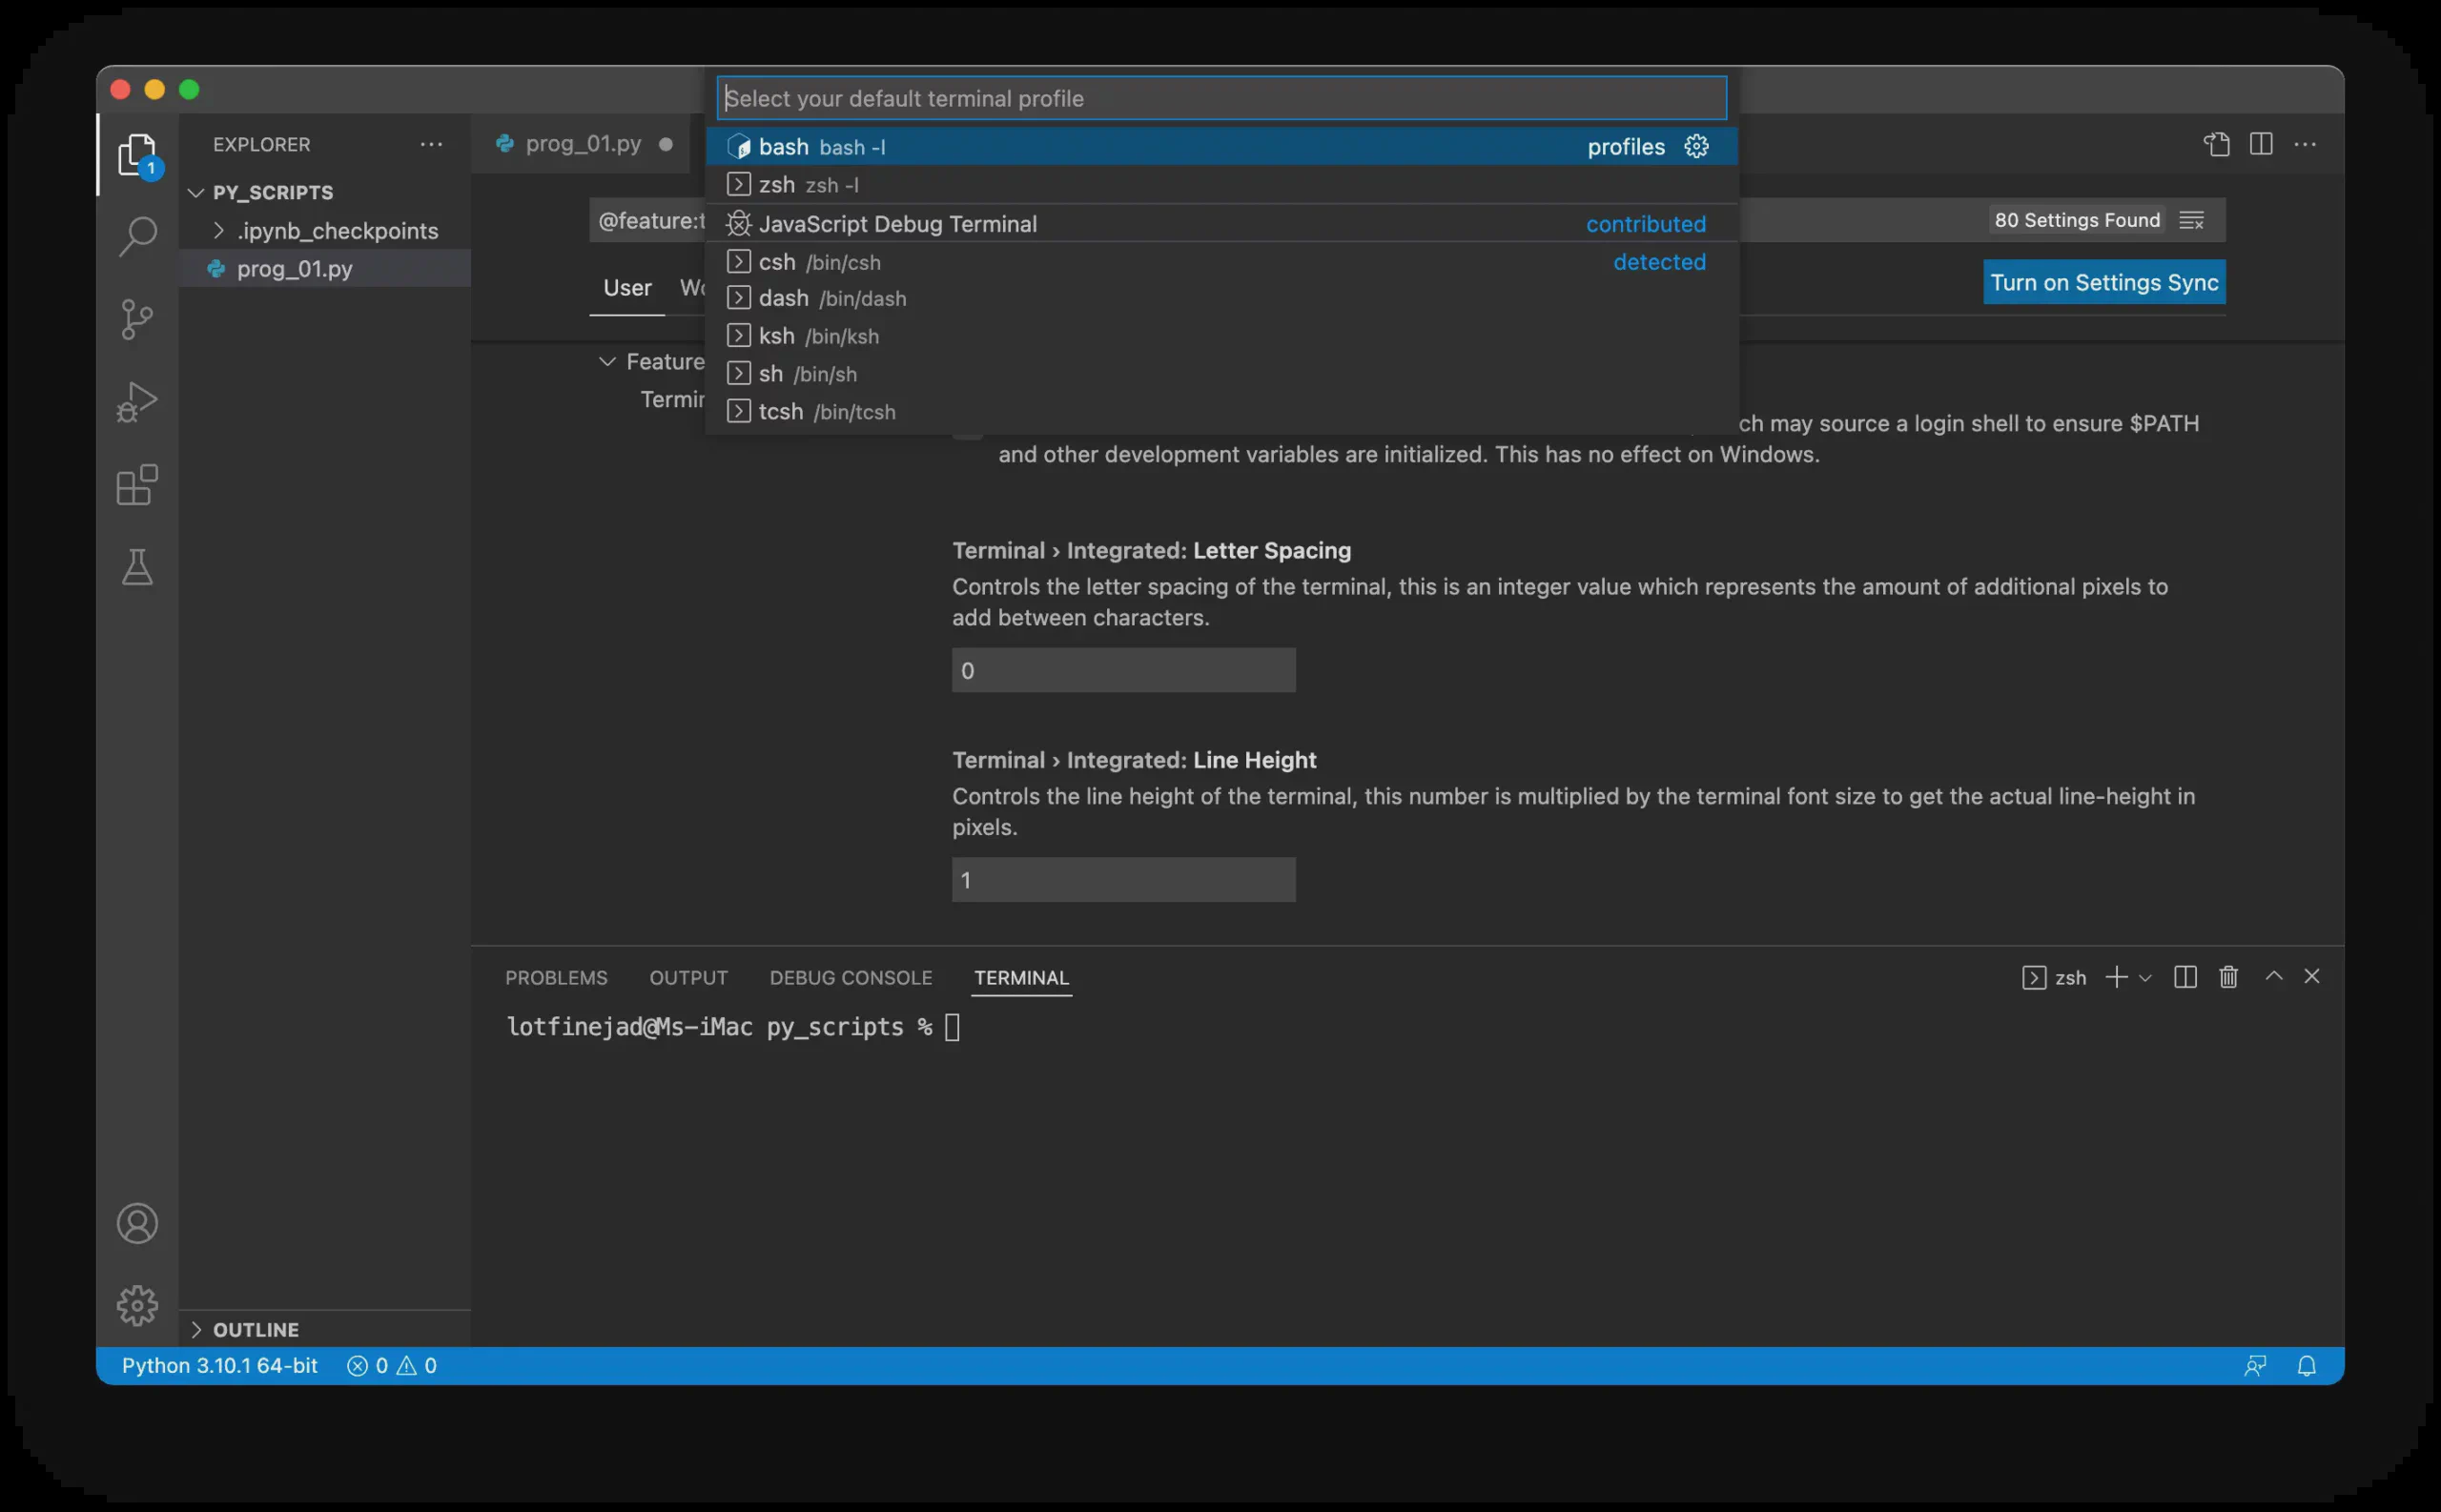 Select your default terminal profile
bash bash -l profiles
zsh zsh -l
JavaScript Debug Terminal contributed
csh /bin/csh detected
dash /bin/dash
ksh /bin/ksh
sh /bin/sh
tcsh /bin/tcsh
1
EXPLORER
PY_SCRIPTS
.ipynb_checkpoints
prog_01.py
OUTLINE
prog_01.py
@feature:t
80 Settings Found
User
Turn on Settings Sync
Feature
Termin
ch may source a login shell to ensure $PATH
and other development variables are initialized. This has no effect on Windows.
Terminal › Integrated: Letter Spacing
Controls the letter spacing of the terminal, this is an integer value which represents the amount of additional pixels to
add between characters.
0
Terminal › Integrated: Line Height
Controls the line height of the terminal, this number is multiplied by the terminal font size to get the actual line-height in
pixels.
1
PROBLEMS OUTPUT DEBUG CONSOLE TERMINAL
zsh
lotfinejad@Ms-iMac py_scripts %
Python 3.10.1 64-bit 0 0